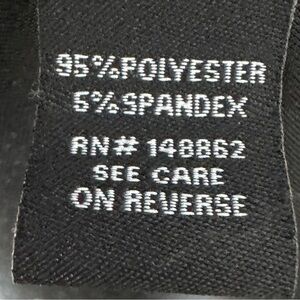 95%POLYESTER
5%SPANDEX
RN# 148862
SEE CARE
ON REVERSE